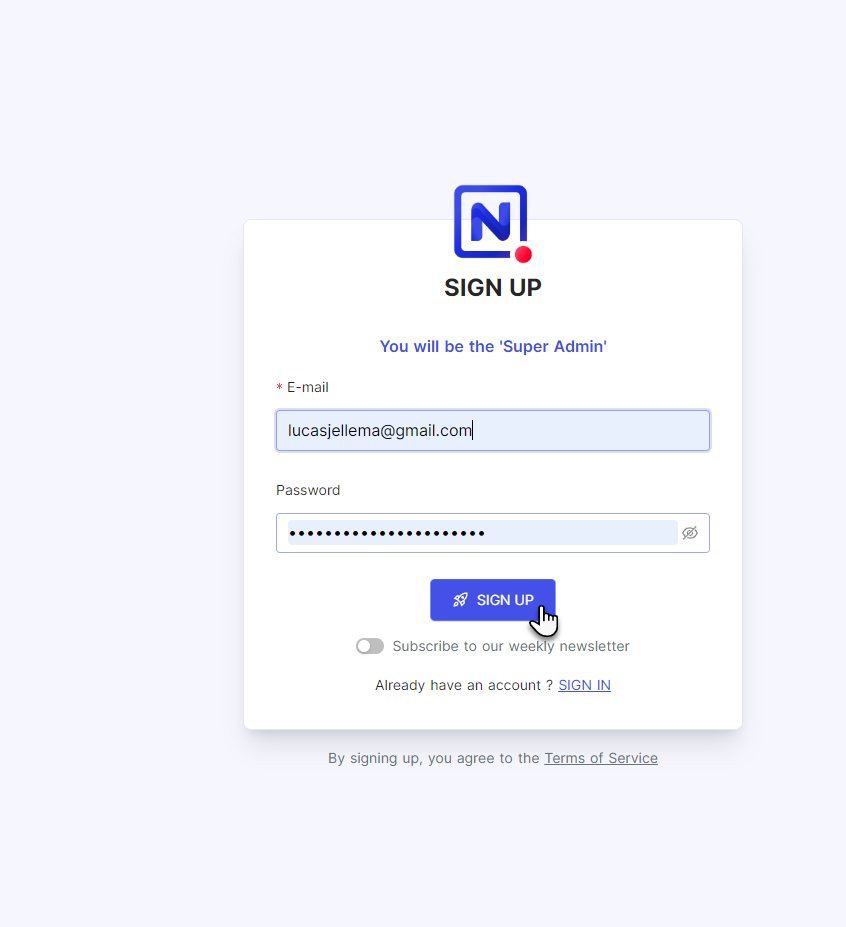 N
SIGN UP
You will be the 'Super Admin'
* E-mail
lucasjellema@gmail.com
Password
••••••••••••••••••••••
SIGN UP
Subscribe to our weekly newsletter
Already have an account ? SIGN IN
By signing up, you agree to the Terms of Service